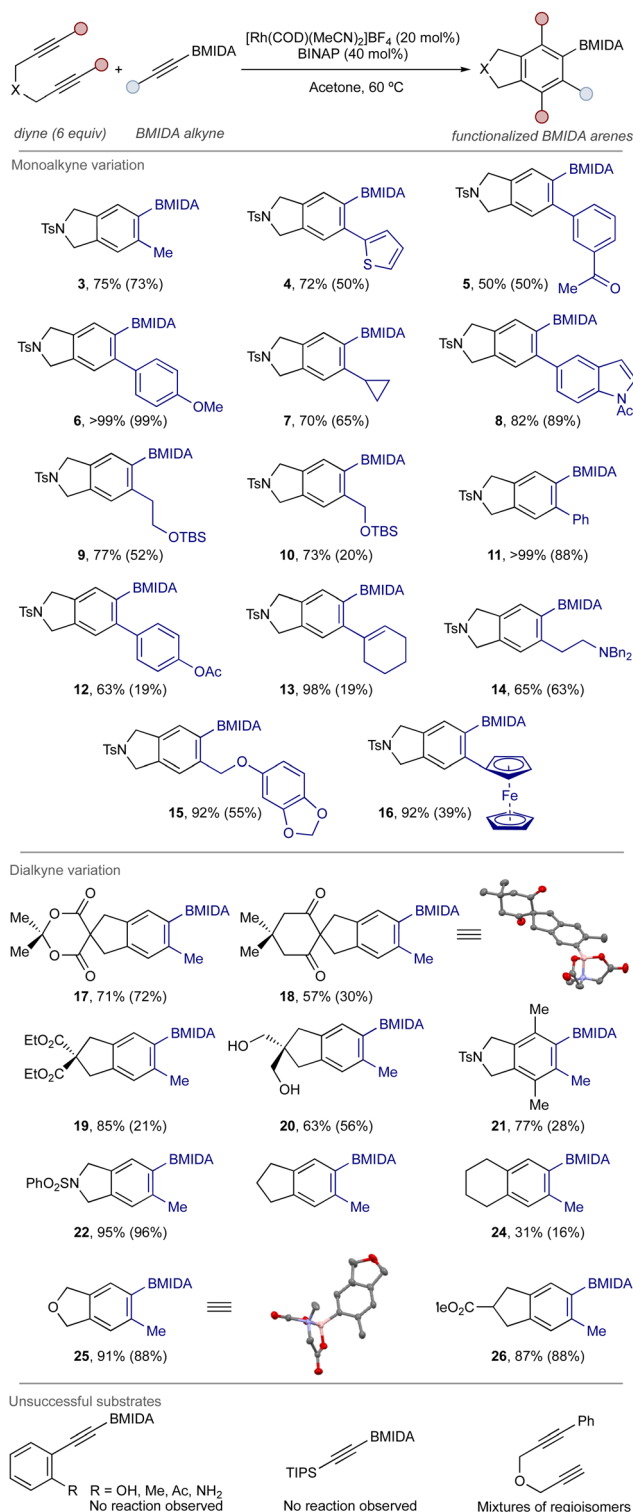 [Rh(COD)(MeCN)₂]BF₄ (20 mol%)
BINAP (40 mol%)
Acetone, 60 ºC
X
+
BMIDA
X
BMIDA
diyne (6 equiv)
BMIDA alkyne
functionalized BMIDA arenes
Monoalkyne variation
TsN
BMIDA
Me
3, 75% (73%)
TsN
BMIDA
S
4, 72% (50%)
TsN
BMIDA
Me
O
5, 50% (50%)
TsN
BMIDA
OMe
6, >99% (99%)
TsN
BMIDA
7, 70% (65%)
TsN
BMIDA
N
Ac
8, 82% (89%)
TsN
BMIDA
OTBS
9, 77% (52%)
TsN
BMIDA
OTBS
10, 73% (20%)
TsN
BMIDA
Ph
11, >99% (88%)
TsN
BMIDA
OAc
12, 63% (19%)
TsN
BMIDA
13, 98% (19%)
TsN
BMIDA
NBn₂
14, 65% (63%)
TsN
BMIDA
O
O
O
15, 92% (55%)
TsN
BMIDA
Fe
16, 92% (39%)
Dialkyne variation
O
Me
O
Me
O
O
BMIDA
Me
17, 71% (72%)
O
Me
Me
O
BMIDA
Me
18, 57% (30%)
EtO₂C
EtO₂C
BMIDA
Me
19, 85% (21%)
HO
OH
BMIDA
Me
20, 63% (56%)
Me
TsN
BMIDA
Me
Me
21, 77% (28%)
PhO₂SN
BMIDA
Me
22, 95% (96%)
BMIDA
Me
BMIDA
Me
24, 31% (16%)
O
BMIDA
Me
25, 91% (88%)
MeO₂C
BMIDA
Me
26, 87% (88%)
Unsuccessful substrates
BMIDA
R
R = OH, Me, Ac, NH₂
No reaction observed
TIPS
BMIDA
No reaction observed
Ph
O
Mixtures of regioisomers